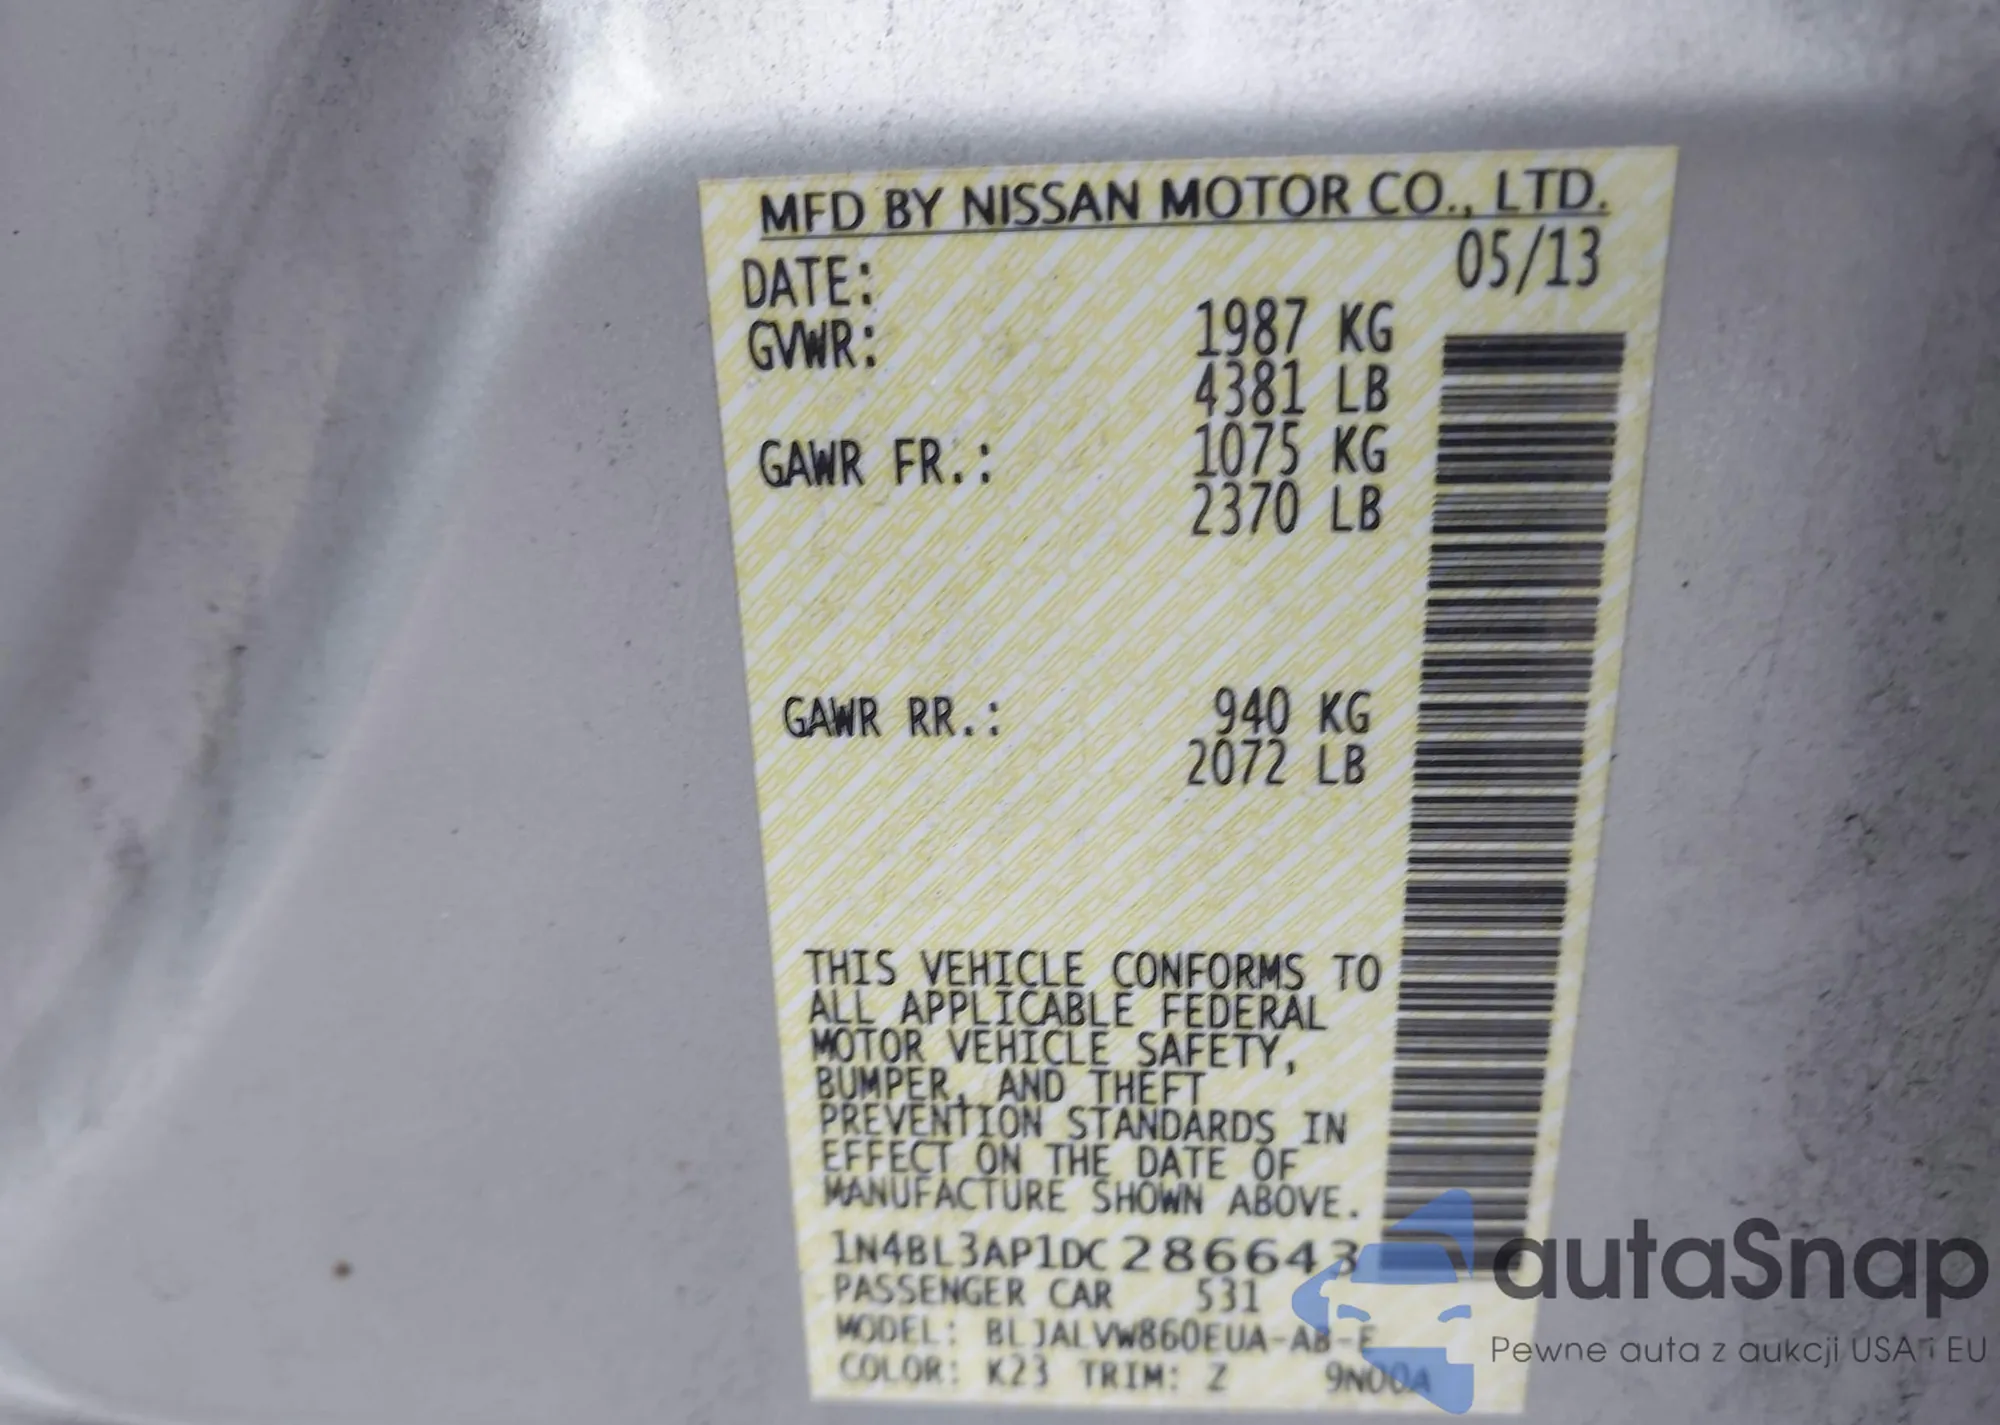 MFD BY NISSAN MOTOR CO., LTD.
DATE: 05/13
GVWR: 1987 KG
4381 LB
GAWR FR.: 1075 KG
2370 LB
GAWR RR.: 940 KG
2072 LB
THIS VEHICLE CONFORMS TO
ALL APPLICABLE FEDERAL
MOTOR VEHICLE SAFETY,
BUMPER, AND THEFT
PREVENTION STANDARDS IN
EFFECT ON THE DATE OF
MANUFACTURE SHOWN ABOVE.
1N4BL3AP1DC286643
PASSENGER CAR 531
MODEL: BLJALVW860EUA-AB-E
COLOR: K23 TRIM: Z 9N00A
autaSnap
Pewne auta z aukcji USA i EU